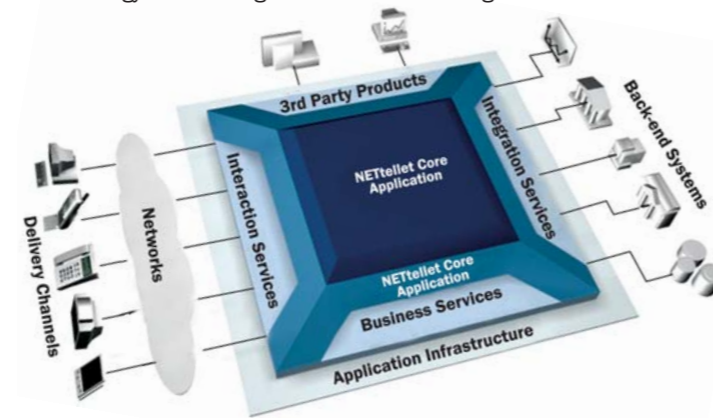 3rd Party Products
Integration Services
Back-end Systems
NETtellet Core
Application
Interaction Services
Networks
Delivery Channels
NETtellet Core
Application
Business Services
Application Infrastructure